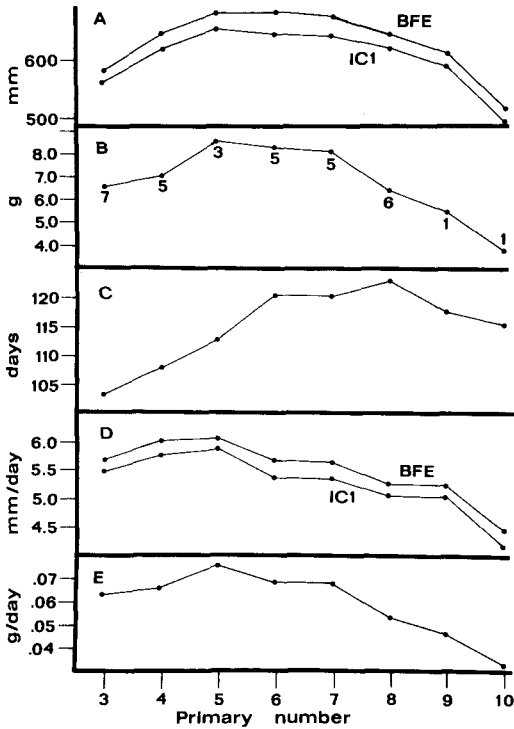 A
BFE
IC1
600
500
mm
B
8.0
7.0
6.0
4.0
g
7
5
3
5
5
6
1
1
C
120
115
110
105
days
D
6.0
5.5
5.0
4.5
mm/day
BFE
IC1
E
.07
.06
.05
.04
g/day
3 4 5 6 7 8 9 10
Primary number